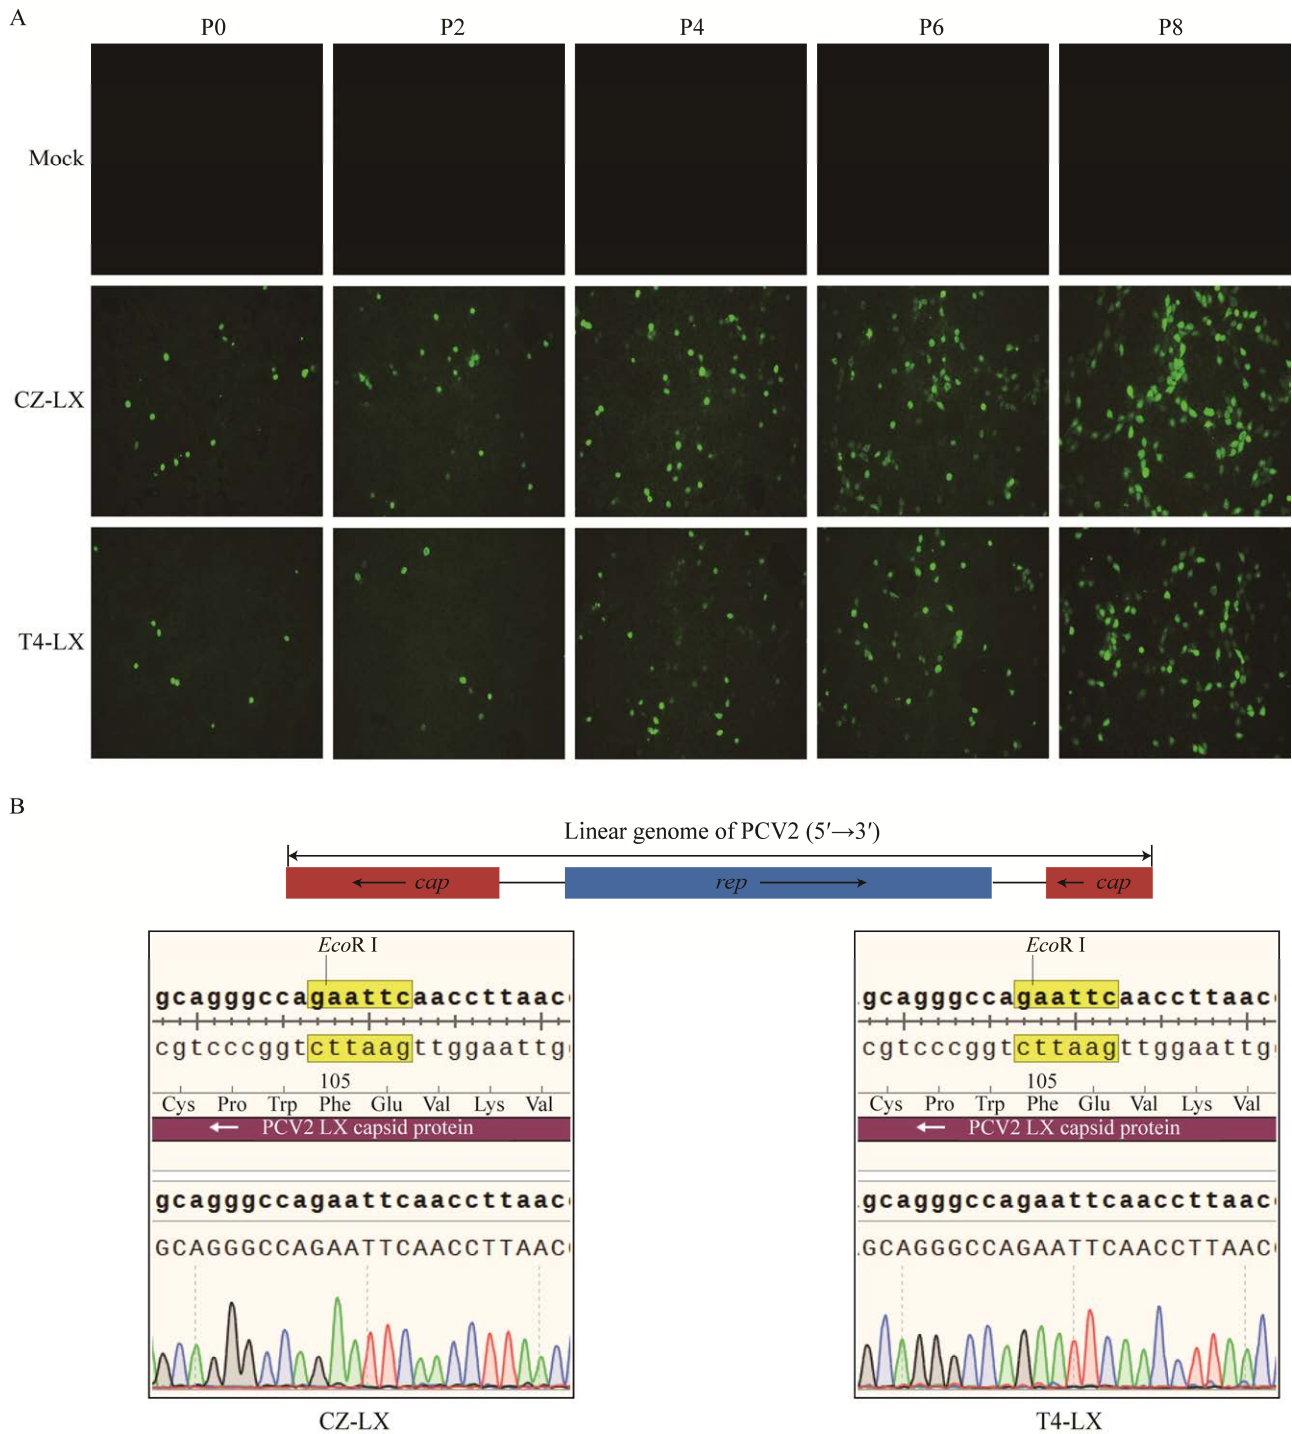 A
P0 P2 P4 P6 P8
Mock
CZ-LX
T4-LX
B
Linear genome of PCV2 (5′→3′)
← cap rep → ← cap
EcoR I
gcagggccagaattcaaccttaac
cgtcccggtcttaagttggaattg
105
Cys Pro Trp Phe Glu Val Lys Val
← PCV2 LX capsid protein
gcagggccagaattcaaccttaac
GCAGGGCCAGAATTCAACCTTAAC
CZ-LX
EcoR I
gcagggccagaattcaaccttaac
cgtcccggtcttaagttggaattg
105
Cys Pro Trp Phe Glu Val Lys Val
← PCV2 LX capsid protein
gcagggccagaattcaaccttaac
GCAGGGCCAGAATTCAACCTTAAC
T4-LX